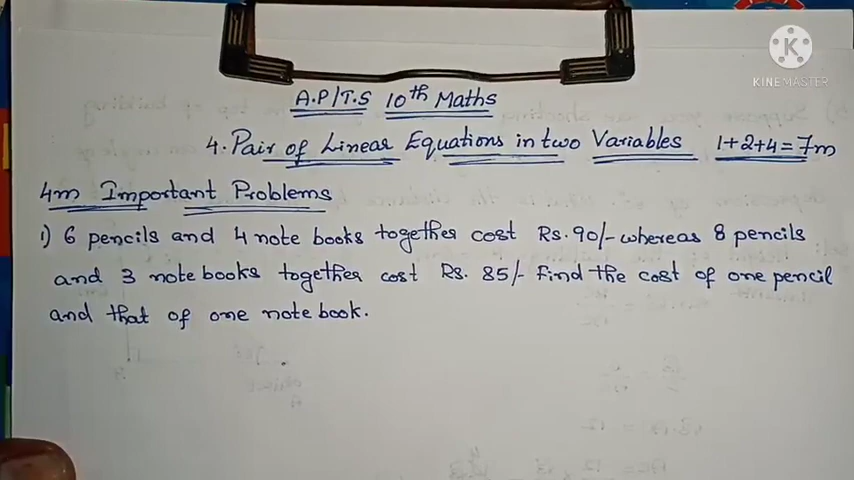 K
KINEMASTER
A.P/T.S 10th Maths
4. Pair of Linear Equations in two Variables 1+2+4=7m
4m Important Problems
1) 6 pencils and 4 note books together cost Rs.90/- whereas 8 pencils
and 3 note books together cost Rs. 85/- Find the cost of one pencil
and that of one note book.